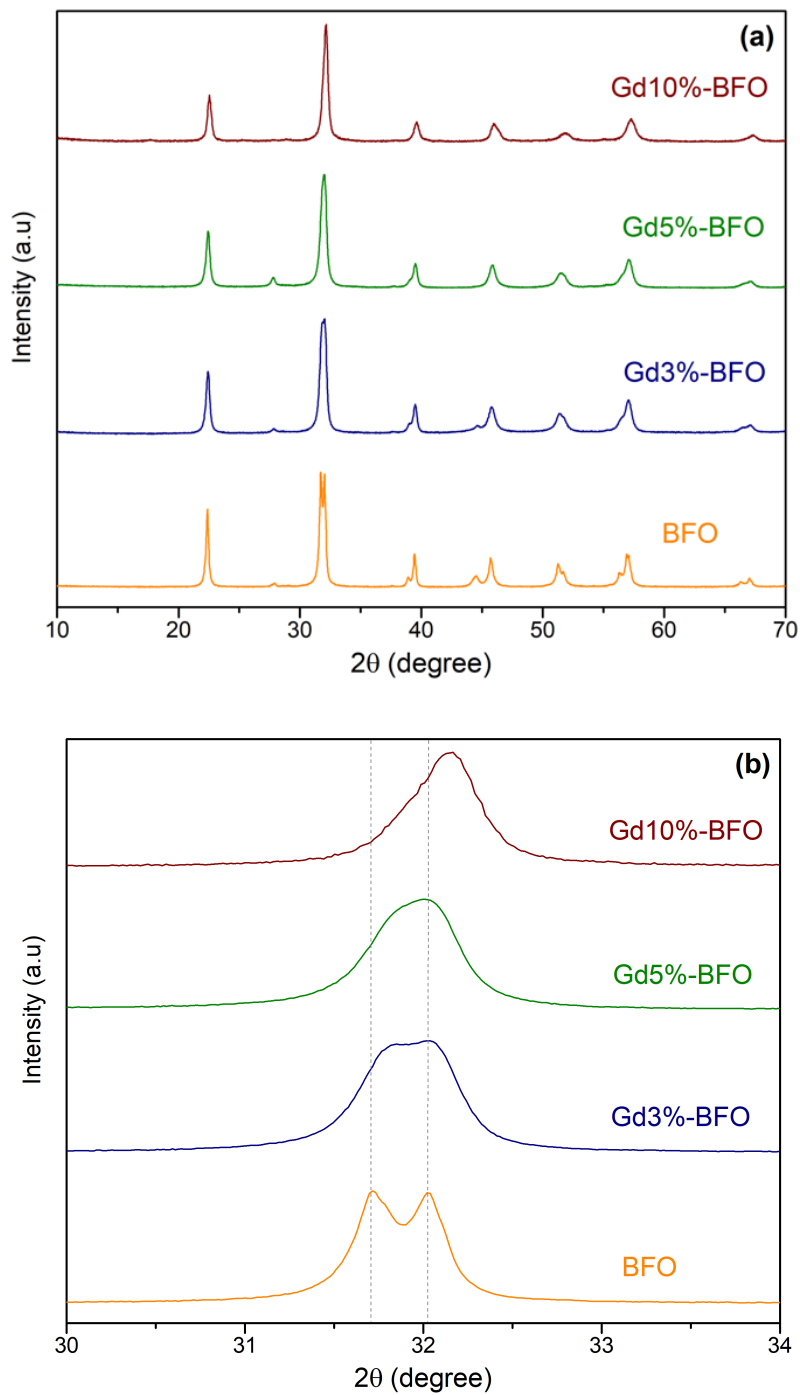 (a)
Gd10%-BFO
Gd5%-BFO
Gd3%-BFO
BFO
Intensity (a.u)
10 20 30 40 50 60 70
2θ (degree)
(b)
Gd10%-BFO
Gd5%-BFO
Gd3%-BFO
BFO
Intensity (a.u)
30 31 32 33 34
2θ (degree)